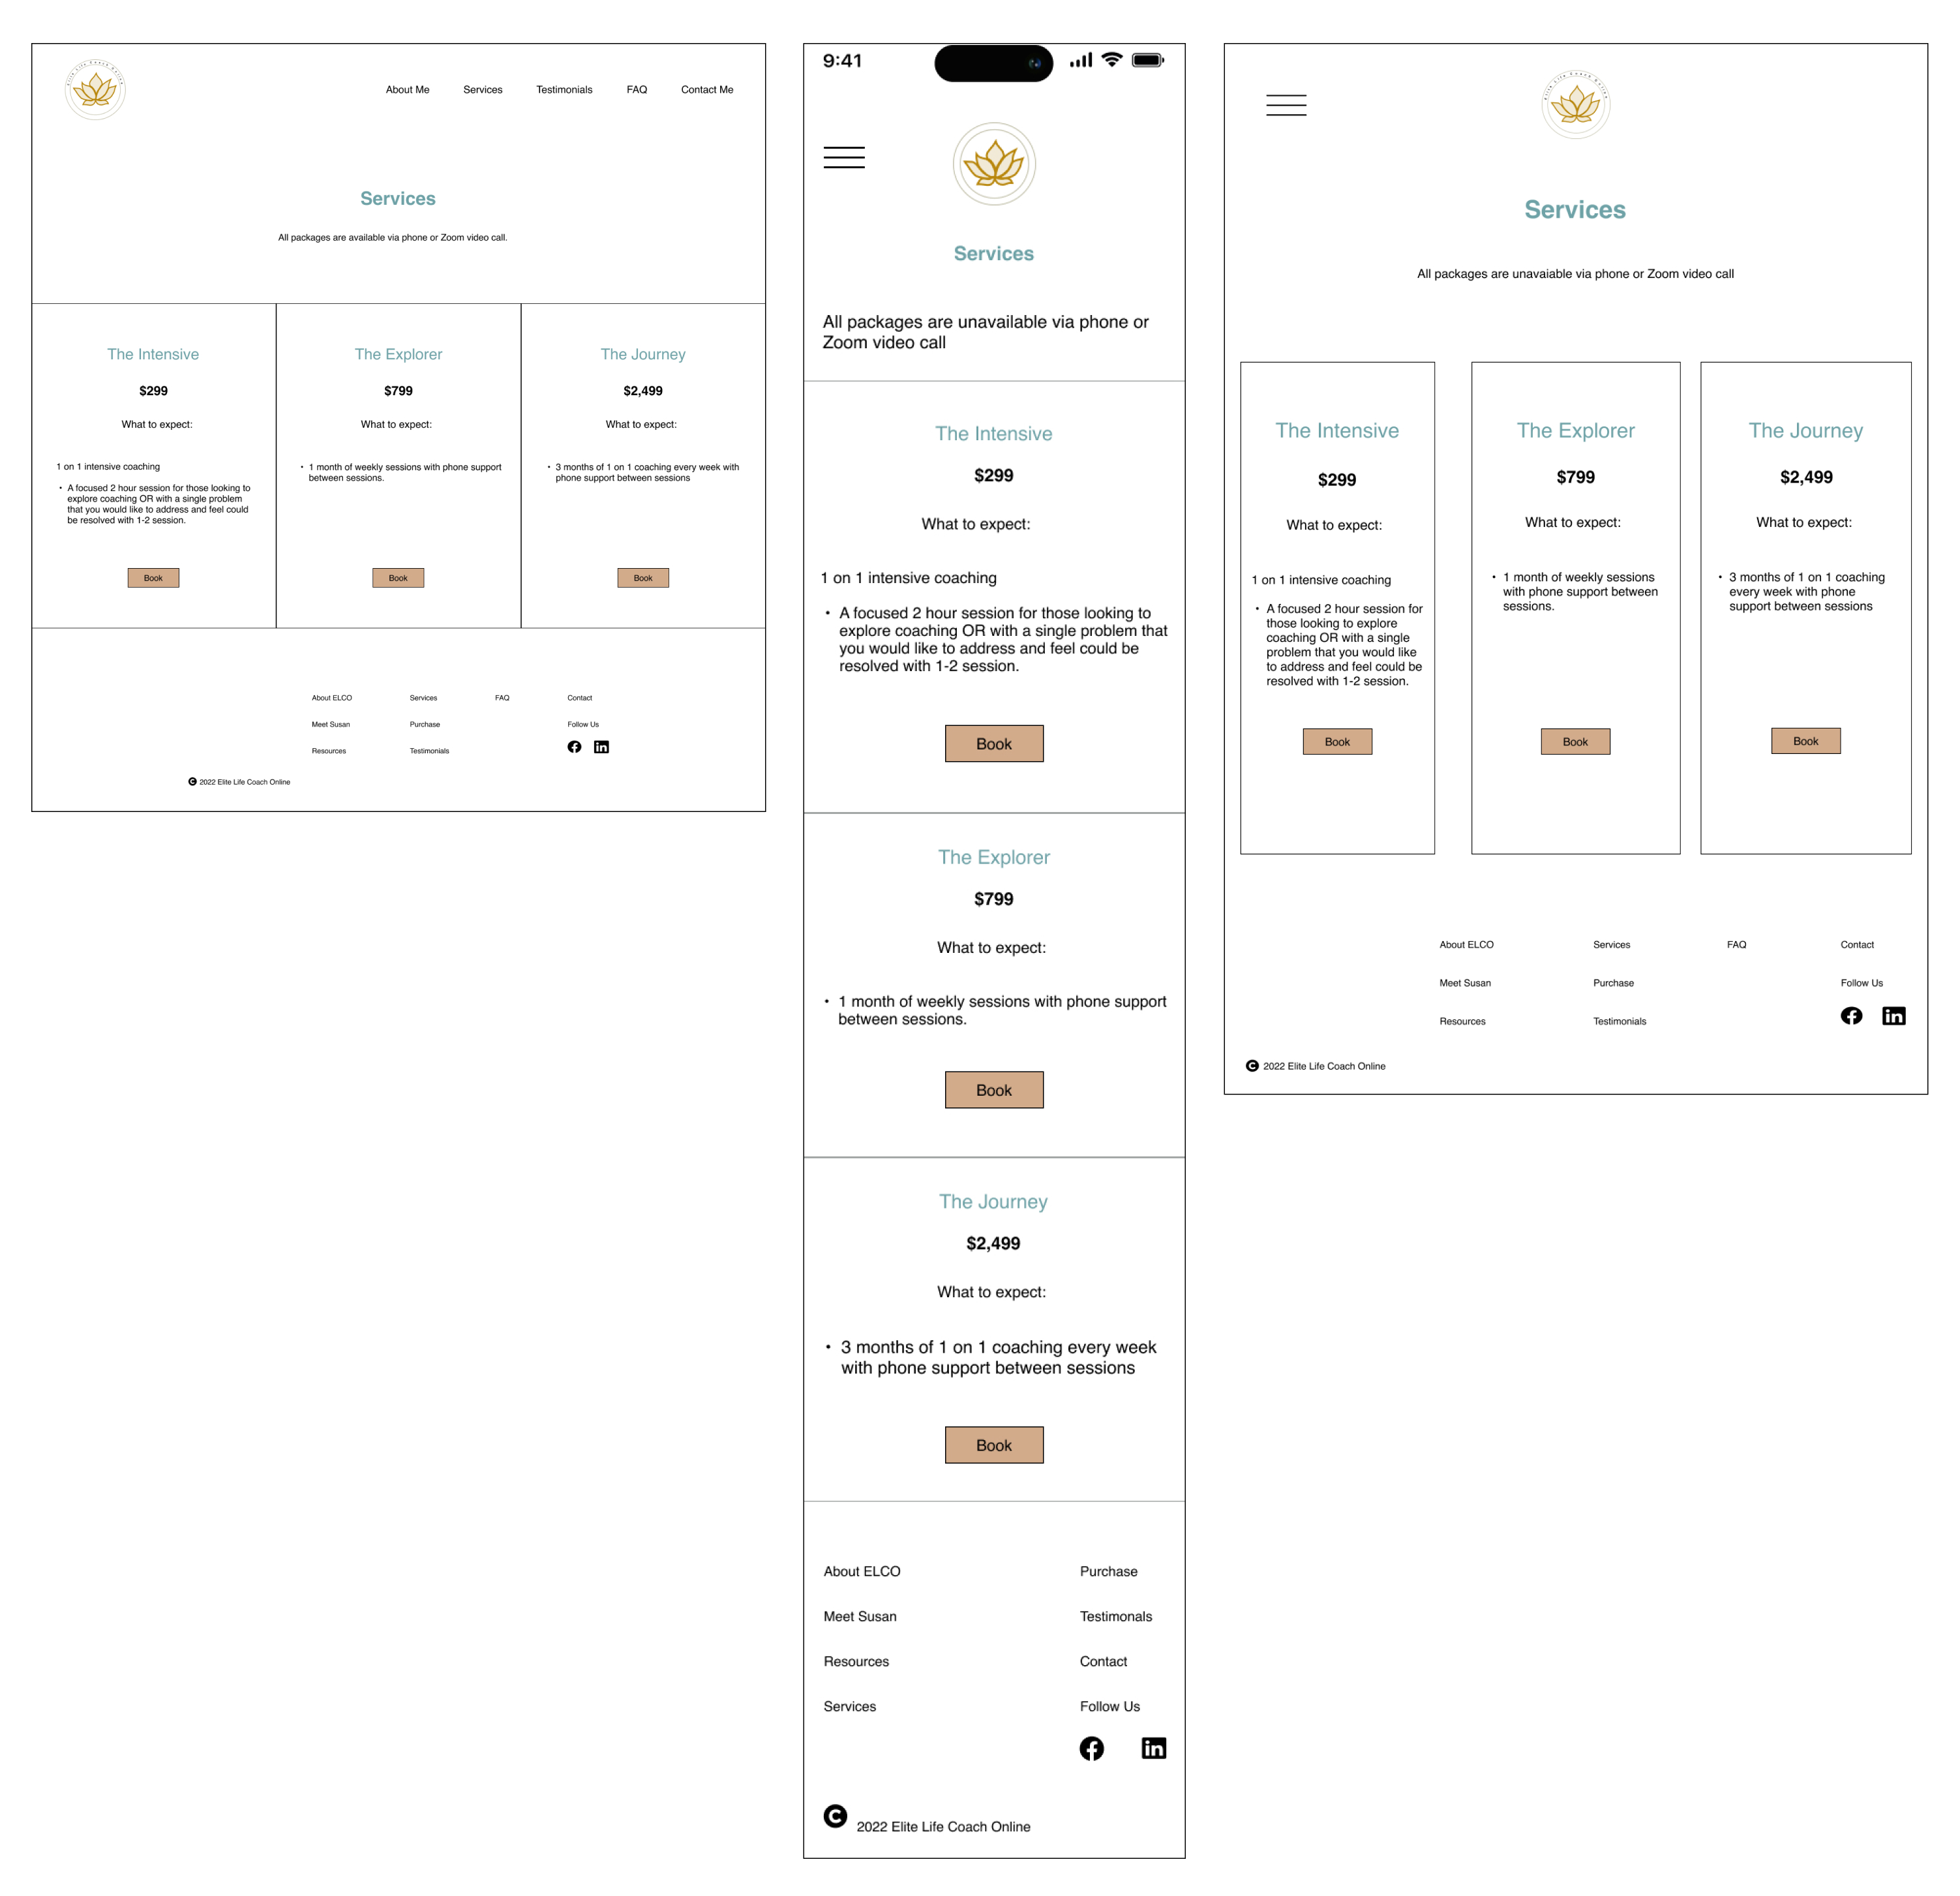 Elite Life Coach Online
About Me Services Testimonials FAQ Contact Me
Services
All packages are available via phone or Zoom video call.
The Intensive
$299
What to expect:
1 on 1 intensive coaching
• A focused 2 hour session for those looking to
explore coaching OR with a single problem
that you would like to address and feel could
be resolved with 1-2 session.
Book
The Explorer
$799
What to expect:
• 1 month of weekly sessions with phone support
between sessions.
Book
The Journey
$2,499
What to expect:
• 3 months of 1 on 1 coaching every week with
phone support between sessions
Book
About ELCO Services FAQ Contact
Meet Susan Purchase Follow Us
Resources Testimonials
2022 Elite Life Coach Online
9:41
Services
All packages are unavailable via phone or
Zoom video call
The Intensive
$299
What to expect:
1 on 1 intensive coaching
• A focused 2 hour session for those looking to
explore coaching OR with a single problem that
you would like to address and feel could be
resolved with 1-2 session.
Book
The Explorer
$799
What to expect:
• 1 month of weekly sessions with phone support
between sessions.
Book
The Journey
$2,499
What to expect:
• 3 months of 1 on 1 coaching every week
with phone support between sessions
Book
About ELCO Purchase
Meet Susan Testimonals
Resources Contact
Services Follow Us
2022 Elite Life Coach Online
Elite Life Coach Online
Services
All packages are unavaiable via phone or Zoom video call
The Intensive
$299
What to expect:
1 on 1 intensive coaching
• A focused 2 hour session for
those looking to explore
coaching OR with a single
problem that you would like
to address and feel could be
resolved with 1-2 session.
Book
The Explorer
$799
What to expect:
• 1 month of weekly sessions
with phone support between
sessions.
Book
The Journey
$2,499
What to expect:
• 3 months of 1 on 1 coaching
every week with phone
support between sessions
Book
About ELCO Services FAQ Contact
Meet Susan Purchase Follow Us
Resources Testimonials
2022 Elite Life Coach Online